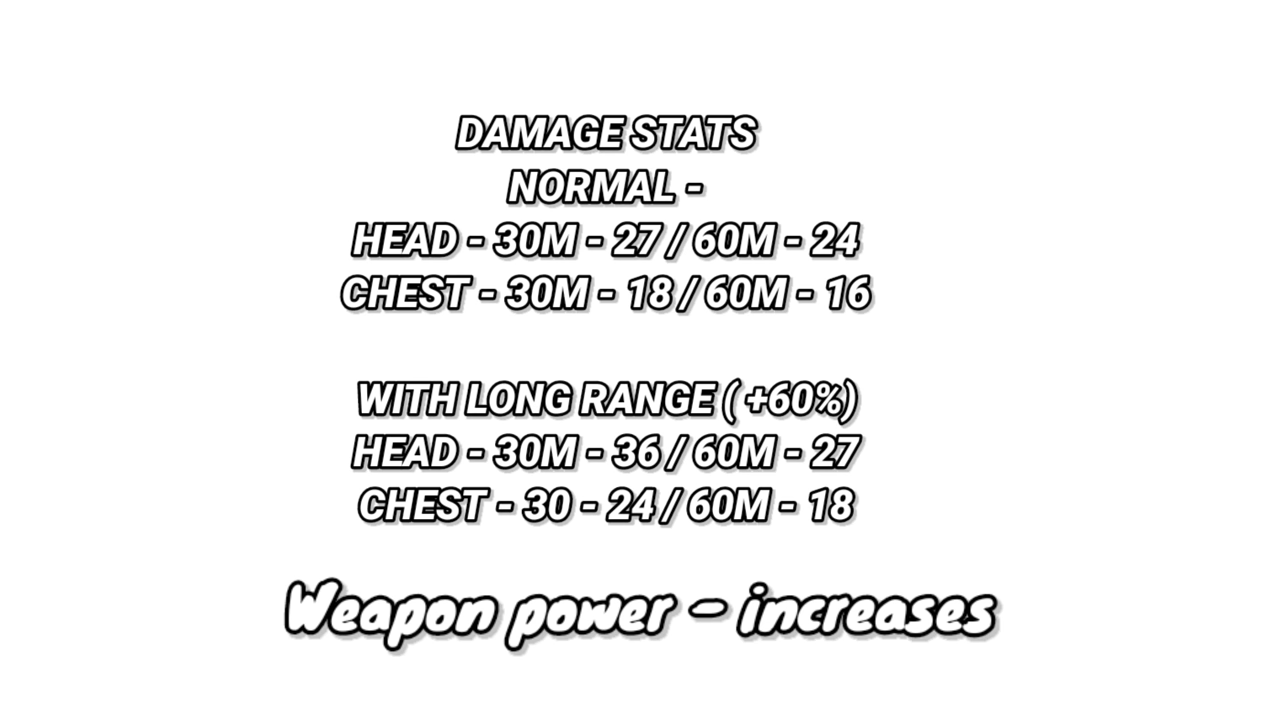 DAMAGE STATS
NORMAL -
HEAD - 30M - 27 / 60M - 24
CHEST - 30M - 18 / 60M - 16
WITH LONG RANGE ( +60%)
HEAD - 30M - 36 / 60M - 27
CHEST - 30 - 24 / 60M - 18
Weapon power - increases